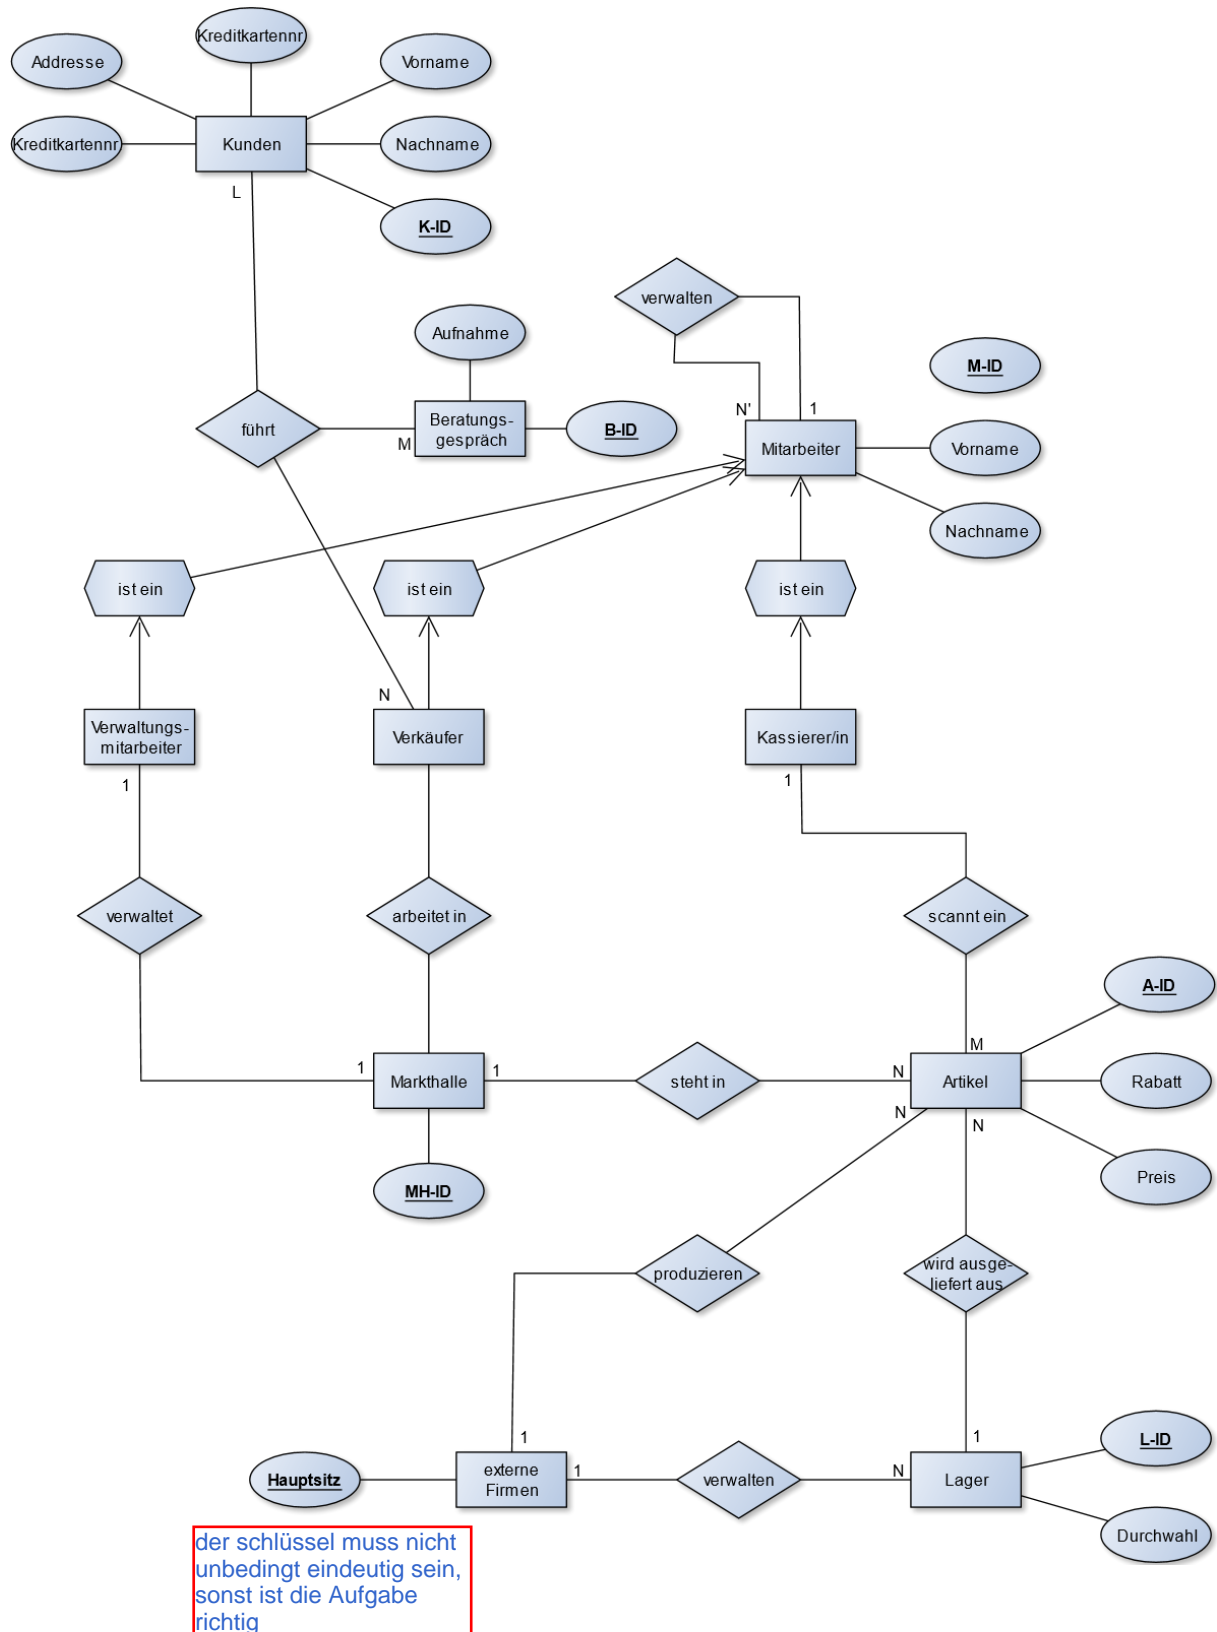 Kreditkartennr
Addresse
Vorname
Kreditkartennr
Kunden
Nachname
L
K-ID
verwalten
Aufnahme
M-ID
N'
1
führt
M
Beratungs-
gespräch
B-ID
Mitarbeiter
Vorname
Nachname
ist ein
ist ein
ist ein
N
Verwaltungs-
mitarbeiter
Verkäufer
Kassierer/in
1
1
verwaltet
arbeitet in
scannt ein
A-ID
M
1
Markthalle
1
steht in
N
Artikel
Rabatt
N
N
Preis
MH-ID
produzieren
wird ausge-
liefert aus
1
1
L-ID
Hauptsitz
externe
Firmen
1
verwalten
N
Lager
Durchwahl
der schlüssel muss nicht
unbedingt eindeutig sein,
sonst ist die Aufgabe
richtig